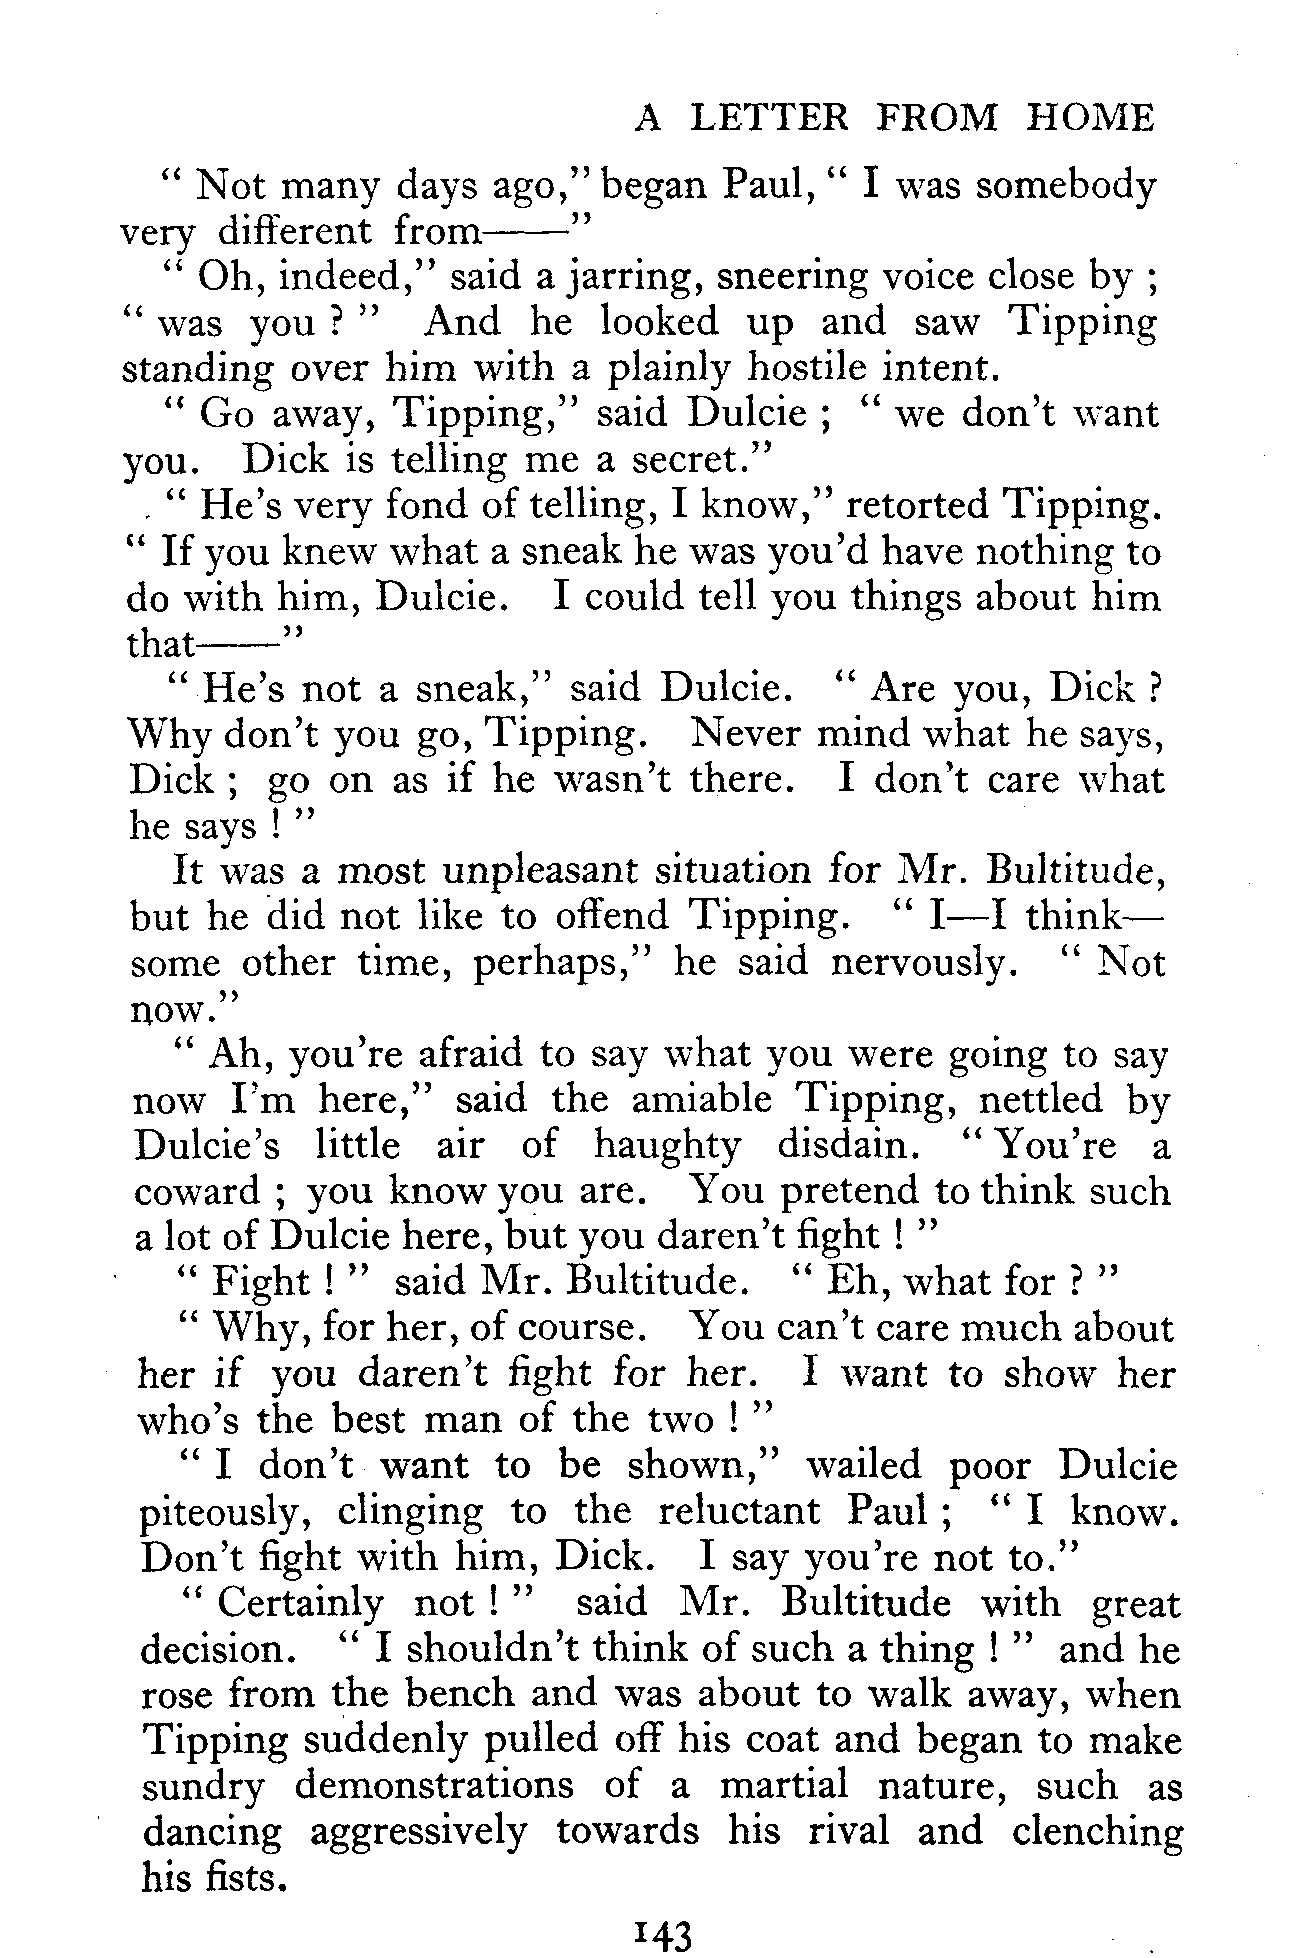 A LETTER FROM HOME
“ Not many days ago,” began Paul, “ I was somebody
very different from——”
“ Oh, indeed,” said a jarring, sneering voice close by ;
“ was you ? ” And he looked up and saw Tipping
standing over him with a plainly hostile intent.
“ Go away, Tipping,” said Dulcie ; “ we don't want
you. Dick is telling me a secret.”
“ He's very fond of telling, I know,” retorted Tipping.
“ If you knew what a sneak he was you'd have nothing to
do with him, Dulcie. I could tell you things about him
that——”
“ He's not a sneak,” said Dulcie. “ Are you, Dick ?
Why don't you go, Tipping. Never mind what he says,
Dick ; go on as if he wasn't there. I don't care what
he says ! ”
It was a most unpleasant situation for Mr. Bultitude,
but he did not like to offend Tipping. “ I—I think—
some other time, perhaps,” he said nervously. “ Not
now.”
“ Ah, you're afraid to say what you were going to say
now I'm here,” said the amiable Tipping, nettled by
Dulcie's little air of haughty disdain. “ You're a
coward ; you know you are. You pretend to think such
a lot of Dulcie here, but you daren't fight ! ”
“ Fight ! ” said Mr. Bultitude. “ Eh, what for ? ”
“ Why, for her, of course. You can't care much about
her if you daren't fight for her. I want to show her
who's the best man of the two ! ”
“ I don't want to be shown,” wailed poor Dulcie
piteously, clinging to the reluctant Paul ; “ I know.
Don't fight with him, Dick. I say you're not to.”
“ Certainly not ! ” said Mr. Bultitude with great
decision. “ I shouldn't think of such a thing ! ” and he
rose from the bench and was about to walk away, when
Tipping suddenly pulled off his coat and began to make
sundry demonstrations of a martial nature, such as
dancing aggressively towards his rival and clenching
his fists.
143